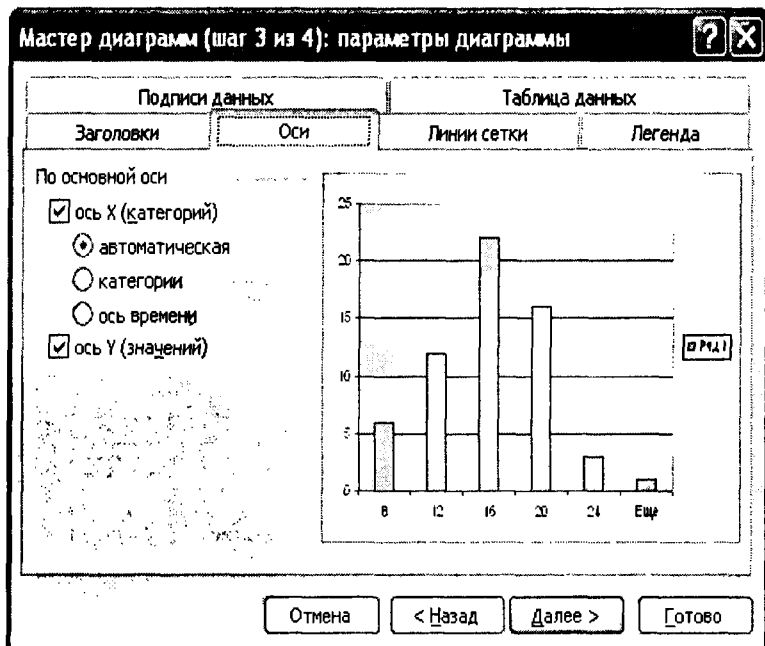 Мастер диаграмм (шаг 3 из 4): параметры диаграммы
Подписи данных
Таблица данных
Заголовки
Оси
Линии сетки
Легенда
По основной оси
ось X (категорий)
автоматическая
категории
ось времени
ось Y (значений)
25
20
15
10
5
0
8
12
16
20
24
Еще
Ряд1
Отмена
< Назад
Далее >
Готово